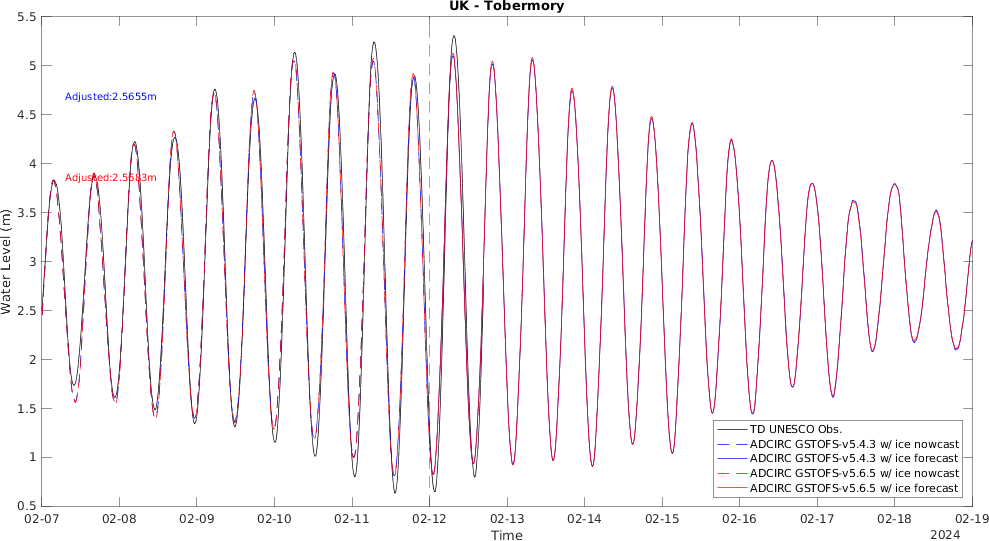 UK - Tobermory
5.5
5
4.5
4
3.5
3
2.5
2
1.5
1
0.5
Water Level (m)
Adjusted:2.5655m
Adjusted:2.5583m
TD UNESCO Obs.
ADCIRC GSTOFS-v5.4.3 w/ ice nowcast
ADCIRC GSTOFS-v5.4.3 w/ ice forecast
ADCIRC GSTOFS-v5.6.5 w/ ice nowcast
ADCIRC GSTOFS-v5.6.5 w/ ice forecast
02-07 02-08 02-09 02-10 02-11 02-12 02-13 02-14 02-15 02-16 02-17 02-18 02-19
Time
2024